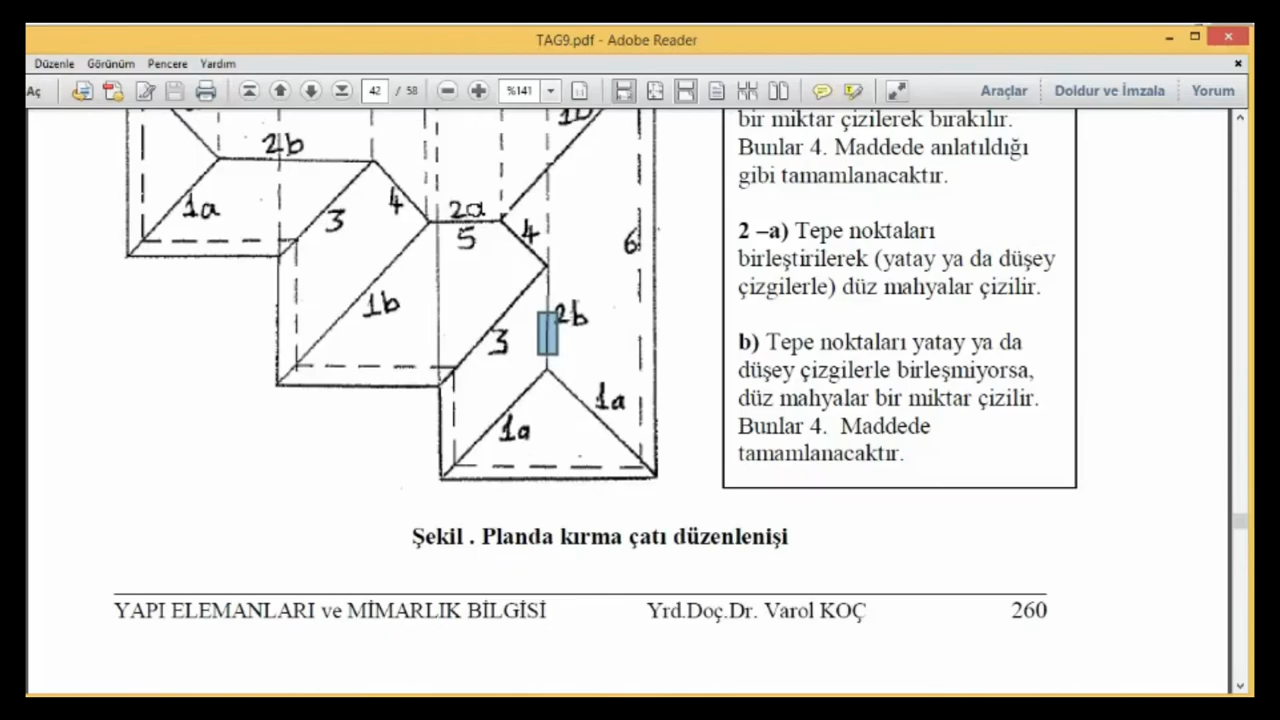 TAG9.pdf - Adobe Reader
Düzenle Görünüm Pencere Yardım
Aç 42 / 58 %141 Araçlar Doldur ve İmzala Yorum
2b
1b
1a
3
4
2a
5
4
6
1b
3
2b
1a
1a
bir miktar çizilerek bırakılır.
Bunlar 4. Maddede anlatıldığı
gibi tamamlanacaktır.
2 –a) Tepe noktaları
birleştirilerek (yatay ya da düşey
çizgilerle) düz mahyalar çizilir.
b) Tepe noktaları yatay ya da
düşey çizgilerle birleşmiyorsa,
düz mahyalar bir miktar çizilir.
Bunlar 4. Maddede
tamamlanacaktır.
Şekil . Planda kırma çatı düzenlenişi
YAPI ELEMANLARI ve MİMARLIK BİLGİSİ Yrd.Doç.Dr. Varol KOÇ 260